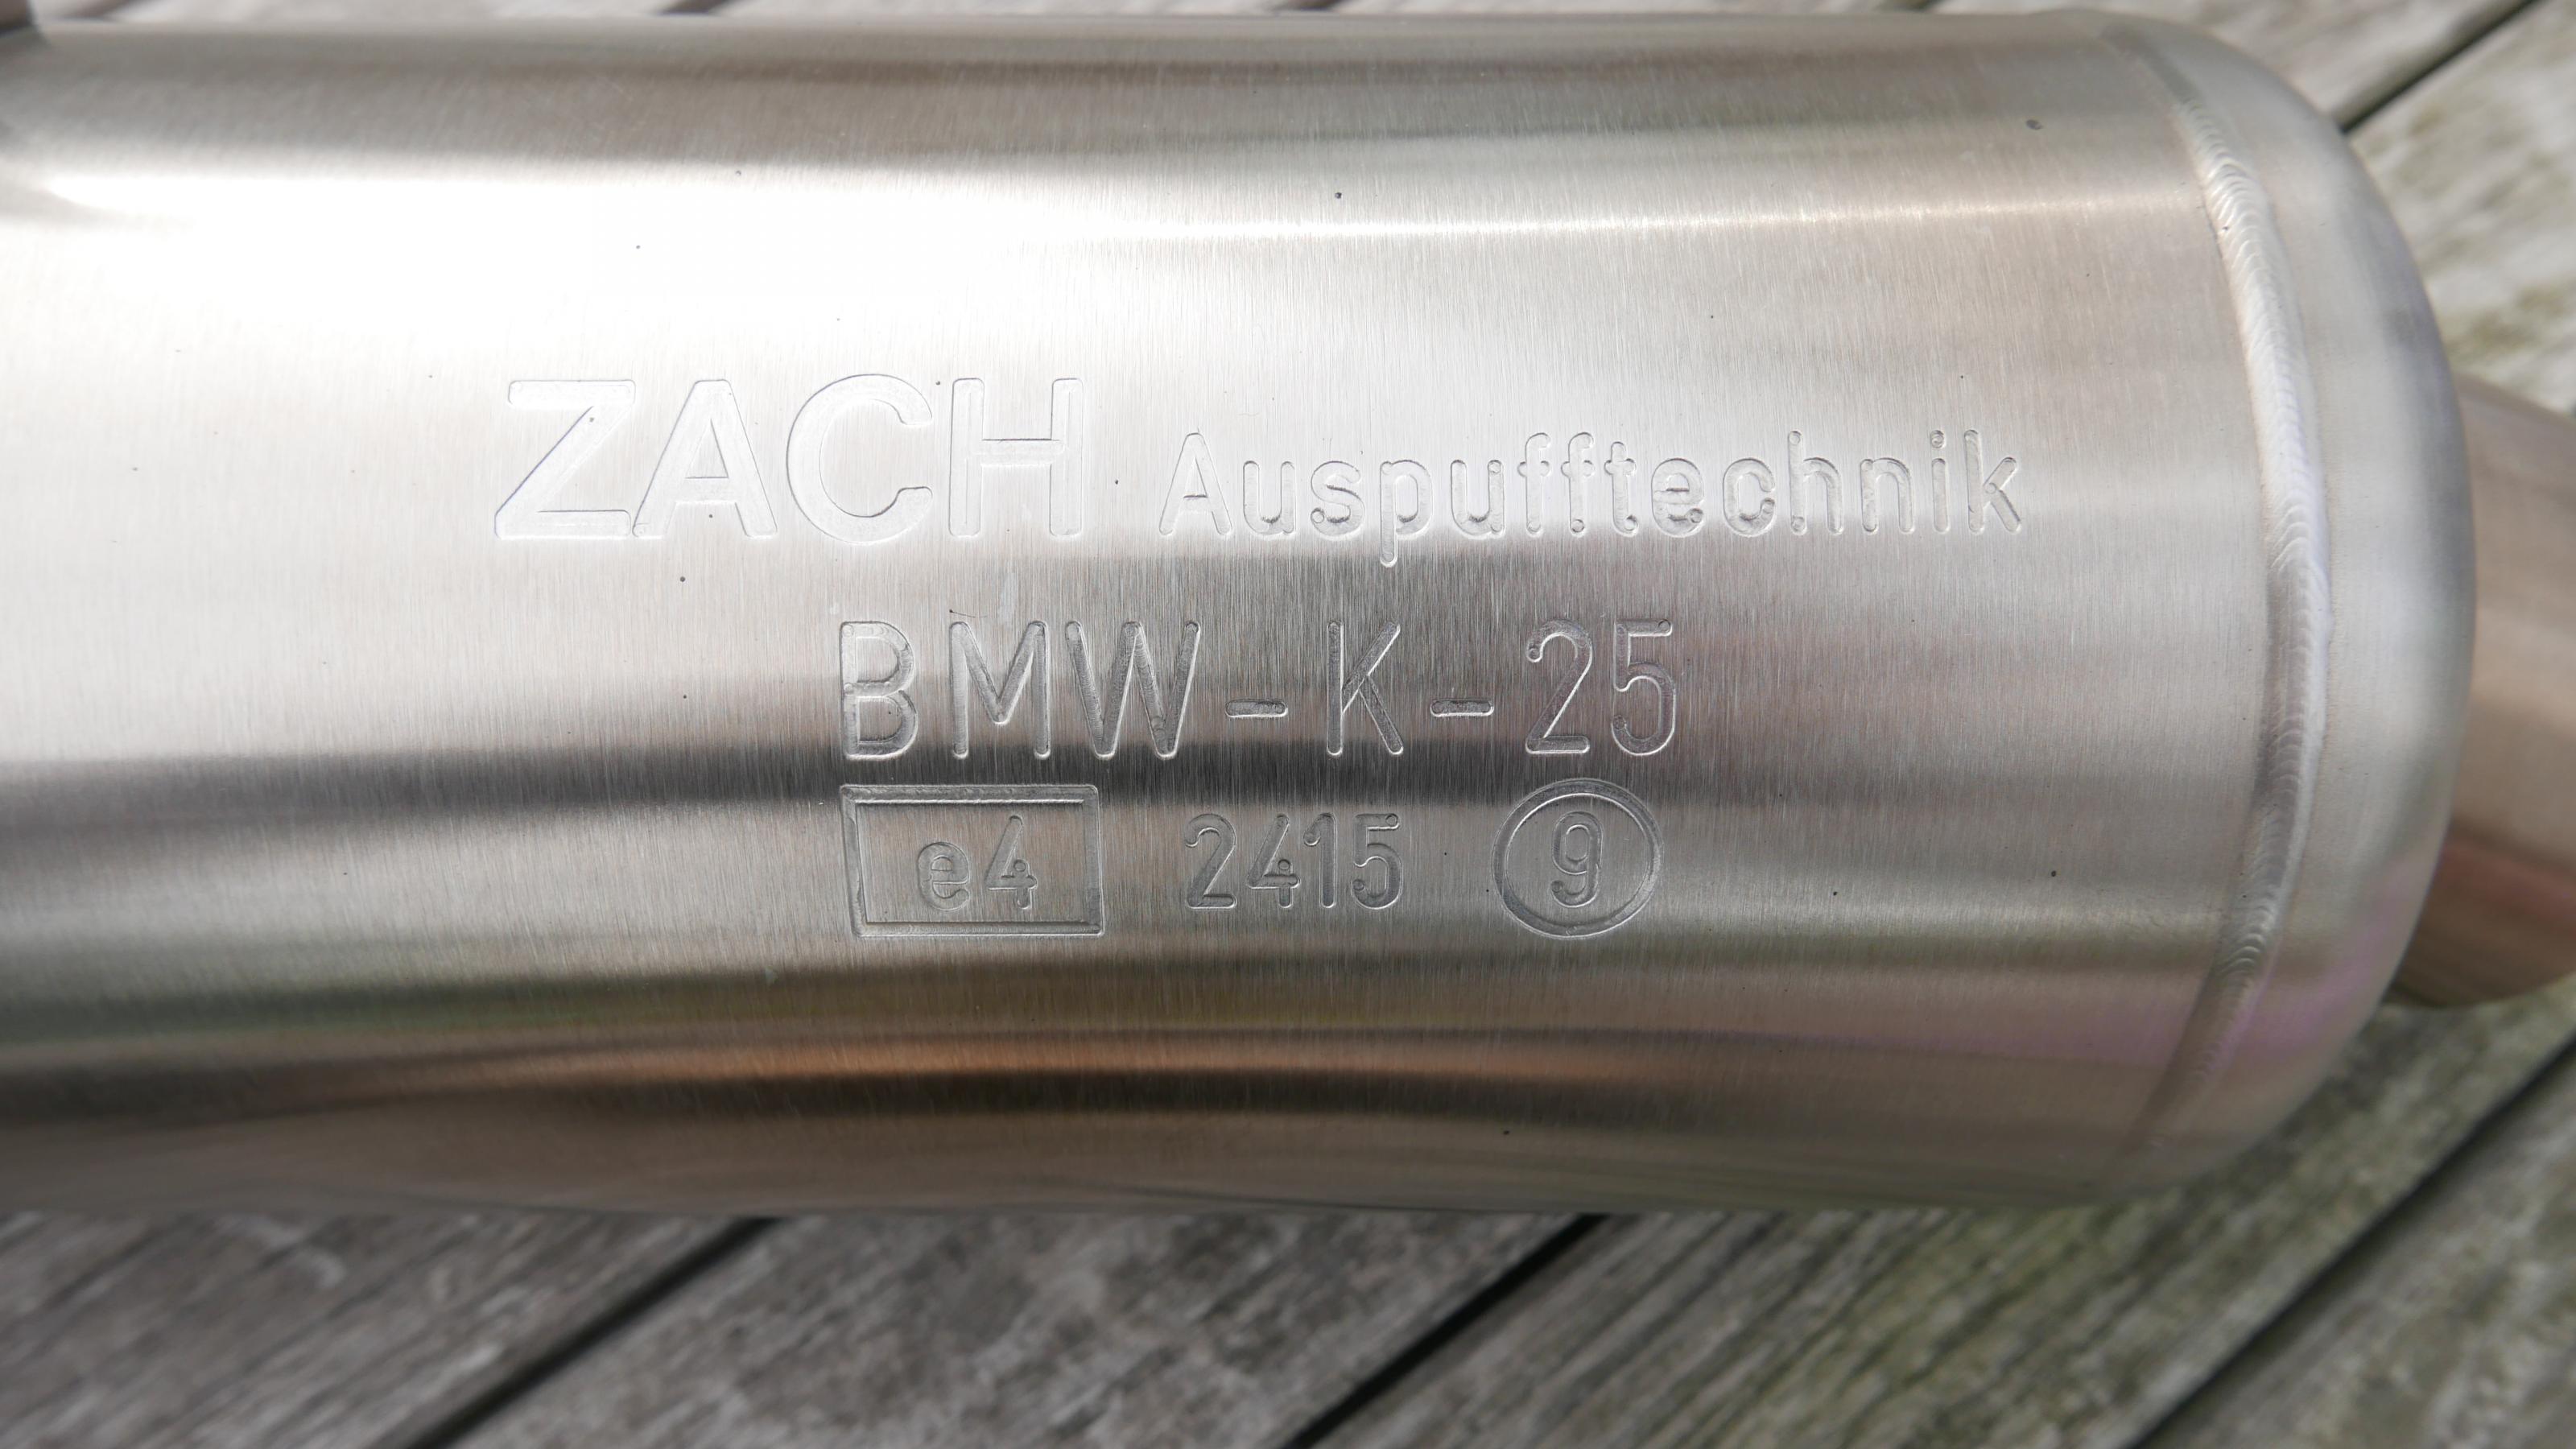 ZACH Auspufftechnik
BMW-K-25
e4 2415 9